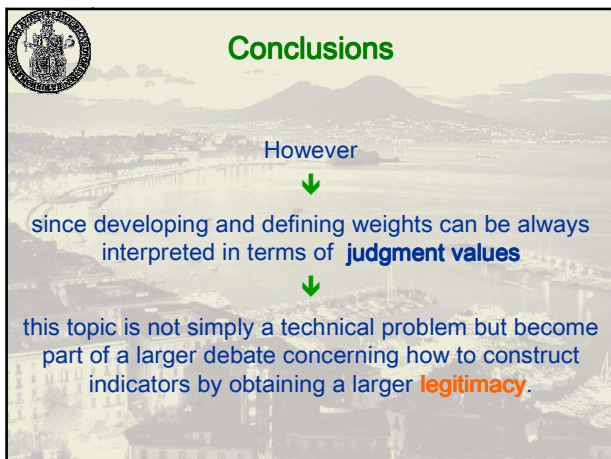 Conclusions
However
since developing and defining weights can be always
interpreted in terms of judgment values
this topic is not simply a technical problem but become
part of a larger debate concerning how to construct
indicators by obtaining a larger legitimacy.